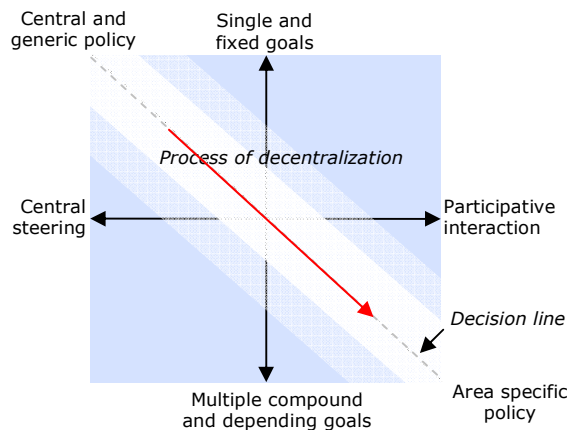 Central and
generic policy
Single and
fixed goals
Process of decentralization
Central
steering
Participative
interaction
Decision line
Multiple compound
and depending goals
Area specific
policy